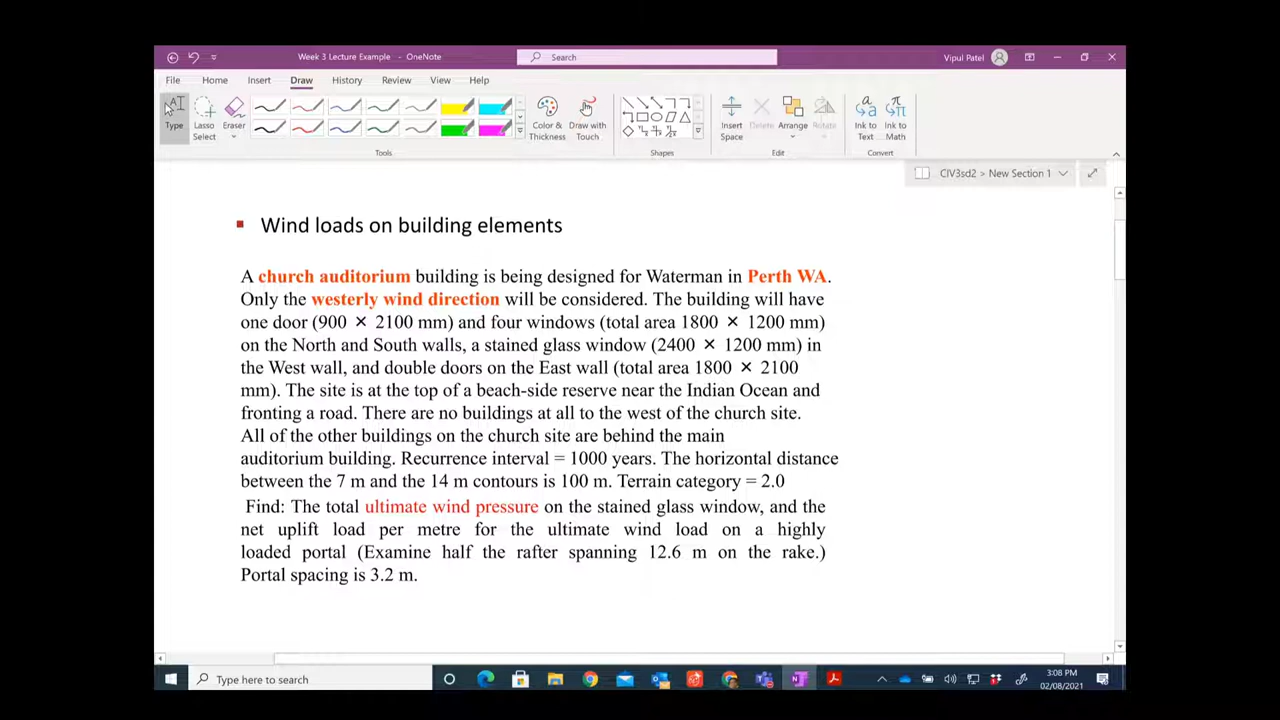 Week 3 Lecture Example - OneNote
Search
Vipul Patel
File Home Insert Draw History Review View Help
Type
Lasso Select
Eraser
Color & Thickness
Draw with Touch
Insert Space
Delete
Arrange
Rotate
Ink to Text
Ink to Math
Tools
Shapes
Edit
Convert
CIV3sd2 > New Section 1
Wind loads on building elements
A church auditorium building is being designed for Waterman in Perth WA.
Only the westerly wind direction will be considered. The building will have
one door (900 × 2100 mm) and four windows (total area 1800 × 1200 mm)
on the North and South walls, a stained glass window (2400 × 1200 mm) in
the West wall, and double doors on the East wall (total area 1800 × 2100
mm). The site is at the top of a beach-side reserve near the Indian Ocean and
fronting a road. There are no buildings at all to the west of the church site.
All of the other buildings on the church site are behind the main
auditorium building. Recurrence interval = 1000 years. The horizontal distance
between the 7 m and the 14 m contours is 100 m. Terrain category = 2.0
Find: The total ultimate wind pressure on the stained glass window, and the
net uplift load per metre for the ultimate wind load on a highly
loaded portal (Examine half the rafter spanning 12.6 m on the rake.)
Portal spacing is 3.2 m.
Type here to search
3:08 PM
02/08/2021